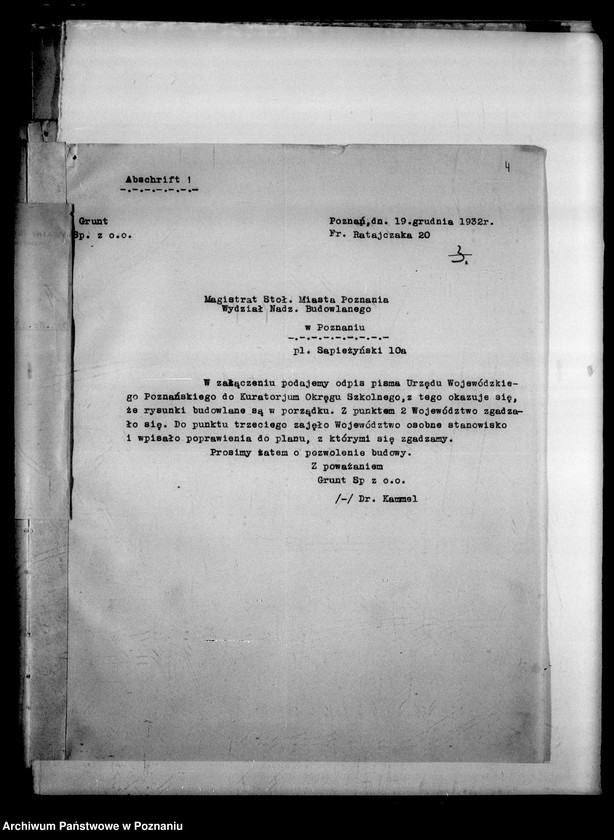 4
Abschrift 1
-.-.-.-.-.-.-
Grunt
Sp. z o.o.
Poznań,dn. 19.grudnia 1932r.
Fr. Ratajczaka 20
3.
Magistrat Stoł. Miasta Poznania
Wydział Nadz. Budowlanego
w Poznaniu
-.-.-.-.-.-.-.-.-
pl. Sapieżyński 10a
W załączeniu podajemy odpis pisma Urzędu Wojewódzkie-
go Poznańskiego do Kuratorjum Okręgu Szkolnego,z tego okazuje się,
że rysunki budowlane są w porządku. Z punktem 2 Województwo zgadza-
ło się. Do punktu trzeciego zajęło Województwo osobne stanowisko
i wpisało poprawienia do planu, z którymi się zgadzamy.
Prosimy zatem o pozwolenie budowy.
Z poważaniem
Grunt Sp z o.o.
/-/ Dr. Kammel
Archiwum Państwowe w Poznaniu